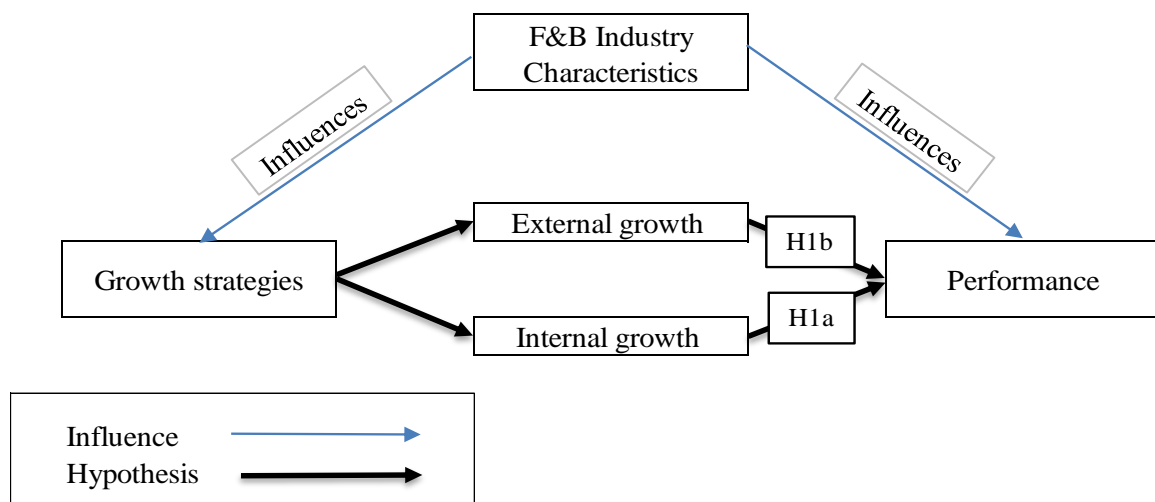 F&B Industry
Characteristics
Influences
Influences
External growth
H1b
Growth strategies
Performance
Internal growth
H1a
Influence
Hypothesis